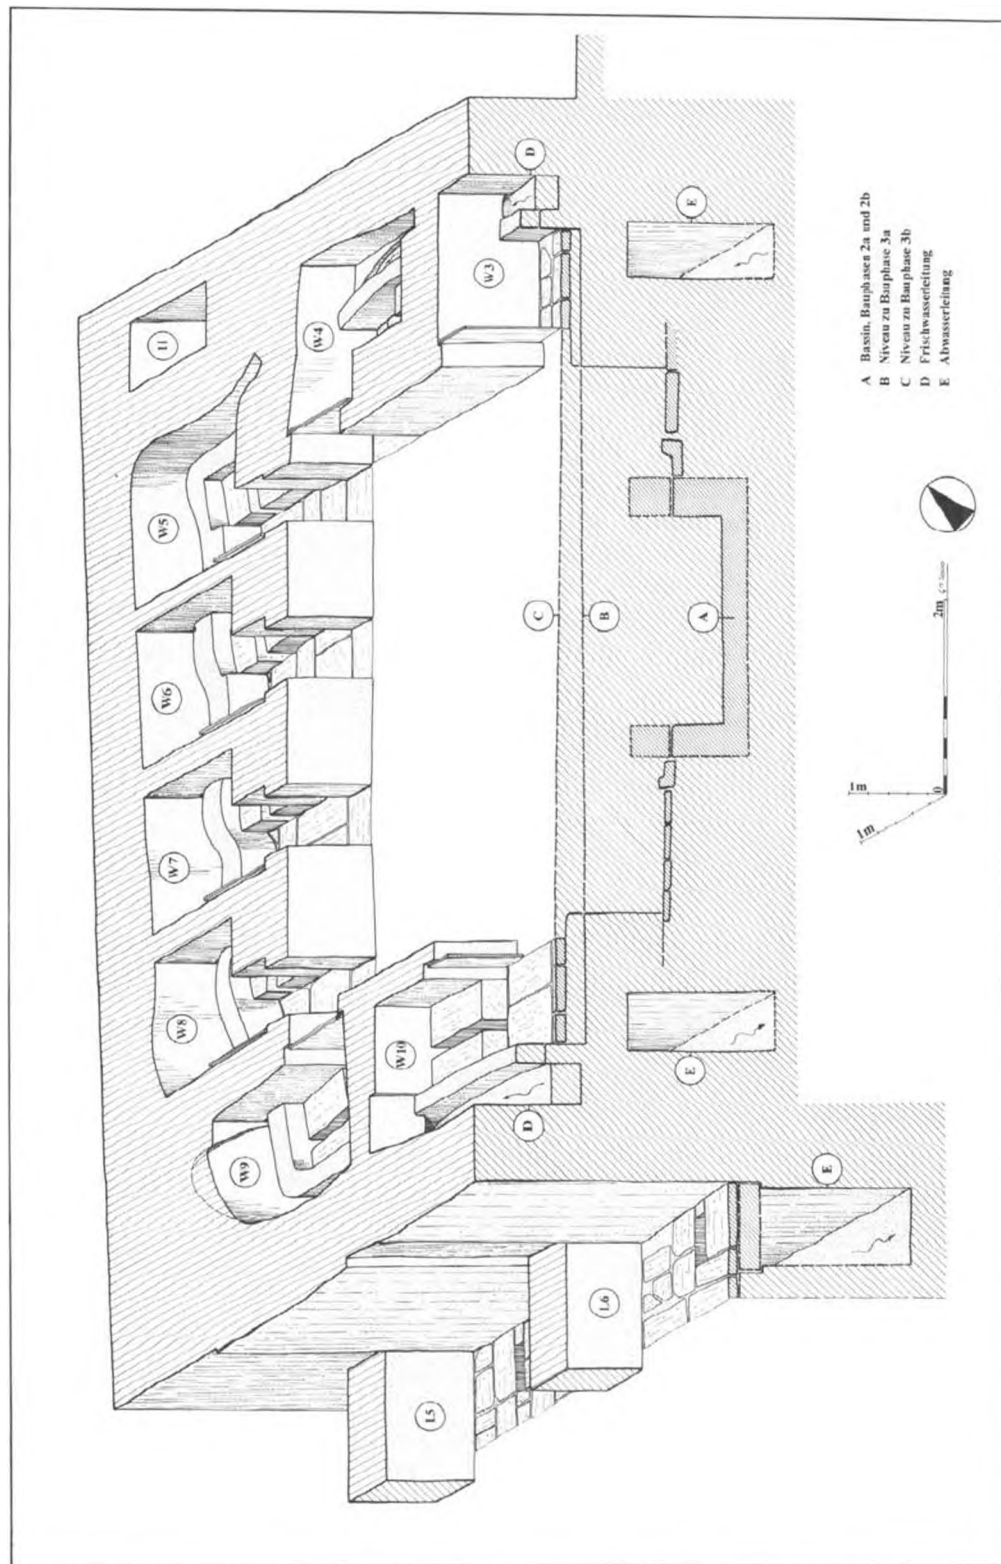 I1
W5
W4
W6
W3
D
W7
W8
C
B
W9
W10
E
A
D
E
L5
L6
E
A Bassin, Bauphasen 2a und 2b
B Niveau zu Bauphase 3a
C Niveau zu Bauphase 3b
D Frischwasserleitung
E Abwasserleitung
1m
1m
0
2m